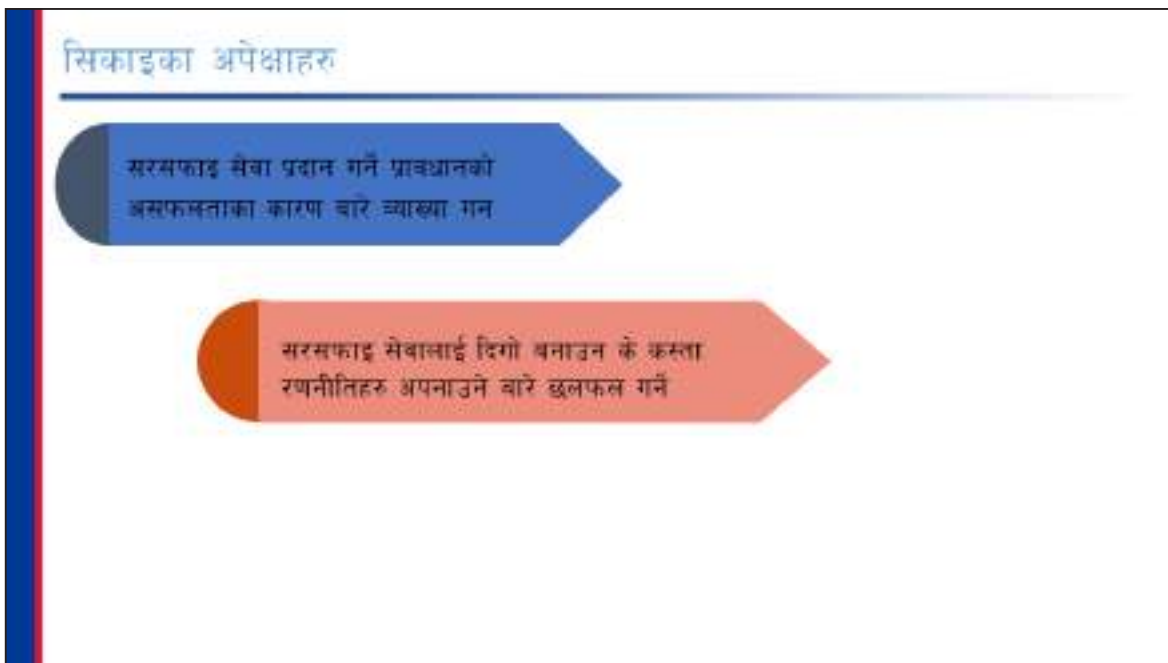 सिकाइका अपेक्षाहरु
सरसफाइ सेवा प्रदान गर्ने प्रावधानको
असफलताका कारण बारे व्याख्या गर्न
सरसफाइ सेवालाई दिगो बनाउन के कस्ता
रणनीतिहरु अपनाउने बारे छलफल गर्ने